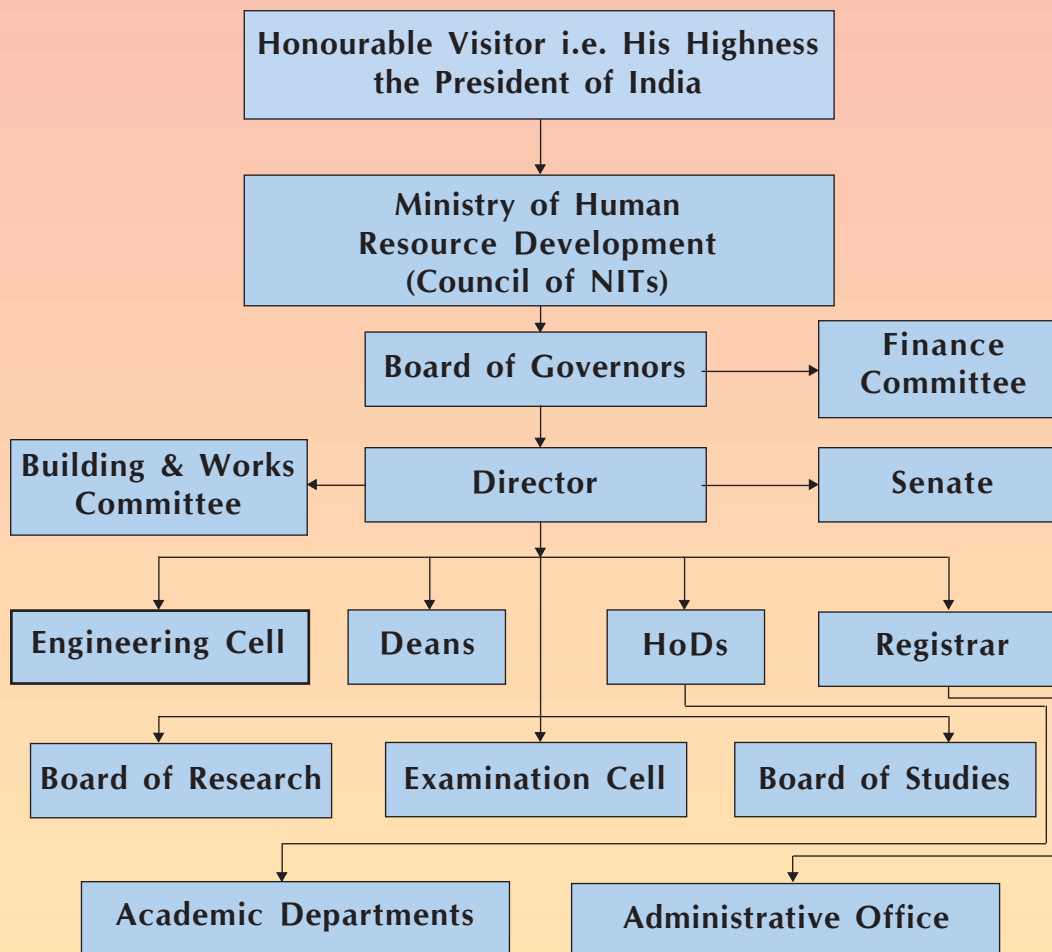 Honourable Visitor i.e. His Highness
the President of India
Ministry of Human
Resource Development
(Council of NITs)
Board of Governors
Finance
Committee
Building & Works
Committee
Director
Senate
Engineering Cell
Deans
HoDs
Registrar
Board of Research
Examination Cell
Board of Studies
Academic Departments
Administrative Office